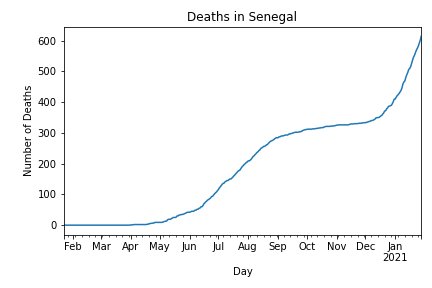 Deaths in Senegal
600
500
400
300
200
100
0
Number of Deaths
Feb Mar Apr May Jun Jul Aug Sep Oct Nov Dec Jan
2021
Day